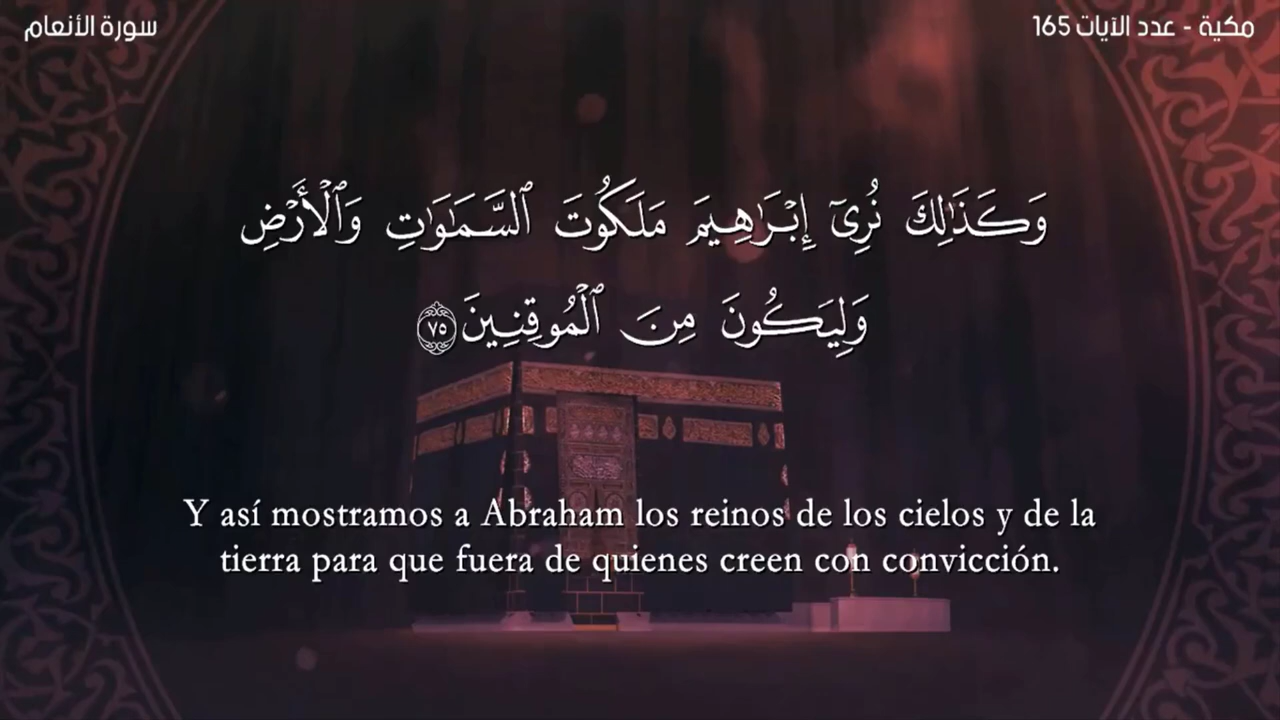 سورة الأنعام
مكية - عدد الآيات 165
وَكَذَٰلِكَ نُرِىٓ إِبْرَٰهِيمَ مَلَكُوتَ ٱلسَّمَـٰوَٰتِ وَٱلْأَرْضِ
وَلِيَكُونَ مِنَ ٱلْمُوقِنِينَ ٧٥
Y así mostramos a Abraham los reinos de los cielos y de la
tierra para que fuera de quienes creen con convicción.